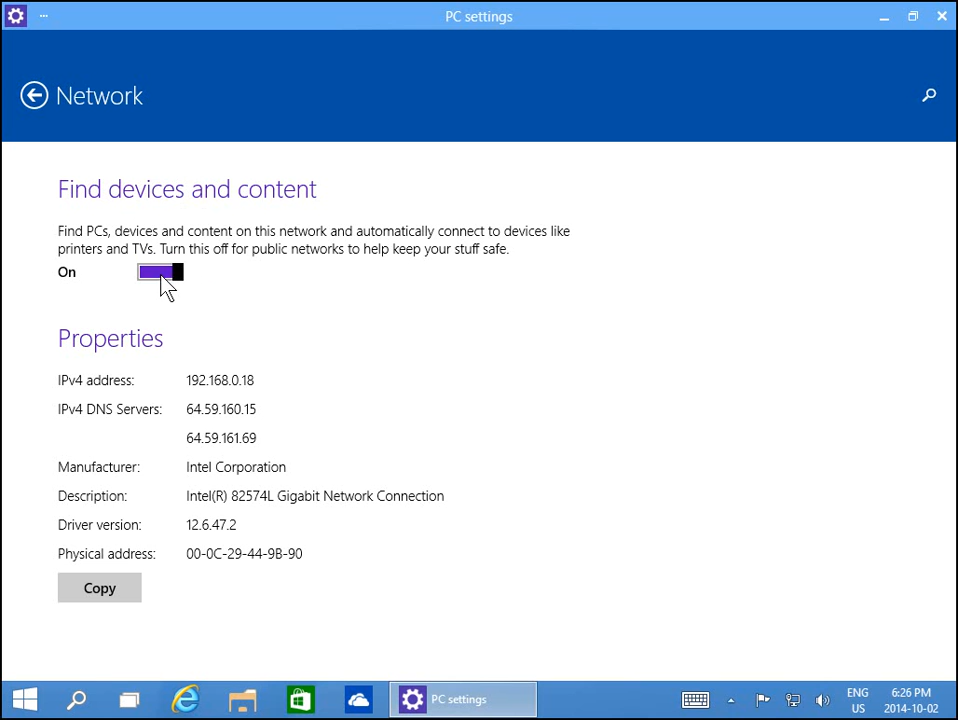 PC settings
Network
Find devices and content
Find PCs, devices and content on this network and automatically connect to devices like
printers and TVs. Turn this off for public networks to help keep your stuff safe.
On
Properties
IPv4 address: 192.168.0.18
IPv4 DNS Servers: 64.59.160.15
64.59.161.69
Manufacturer: Intel Corporation
Description: Intel(R) 82574L Gigabit Network Connection
Driver version: 12.6.47.2
Physical address: 00-0C-29-44-9B-90
Copy
PC settings
ENG 6:26 PM
US 2014-10-02